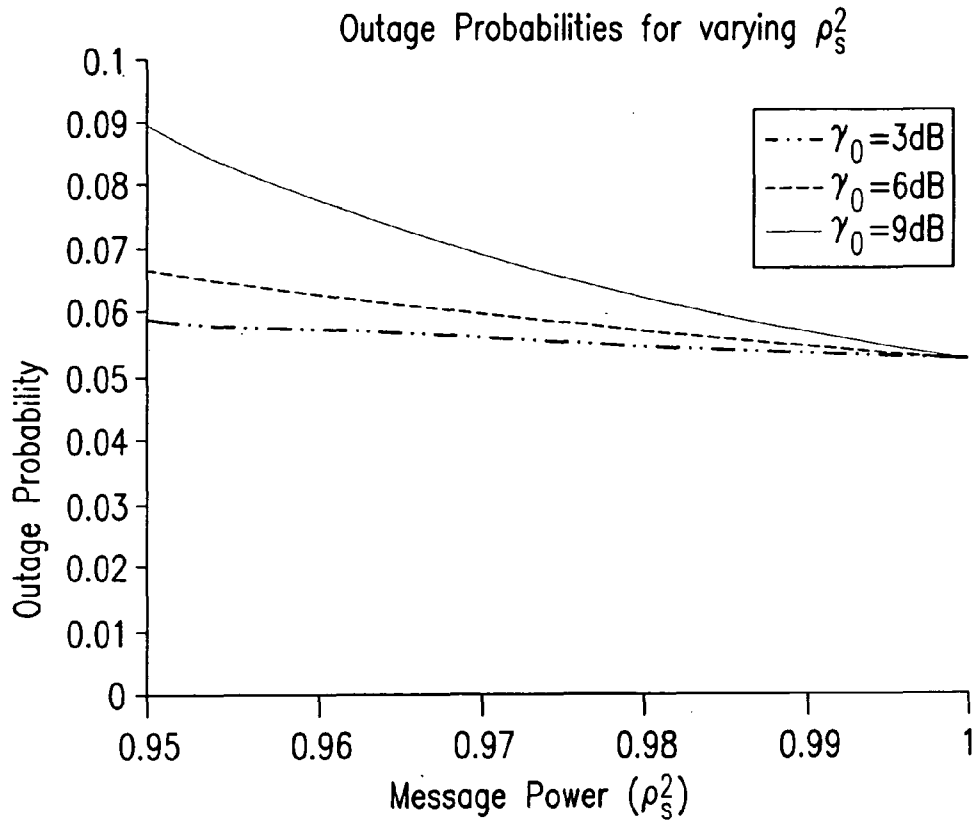 Outage Probabilities for varying ρ_s^2
0.1
0.09
0.08
0.07
0.06
0.05
0.04
0.03
0.02
0.01
0
Outage Probability
γ_0=3dB
γ_0=6dB
γ_0=9dB
0.95
0.96
0.97
0.98
0.99
1
Message Power (ρ_s^2)